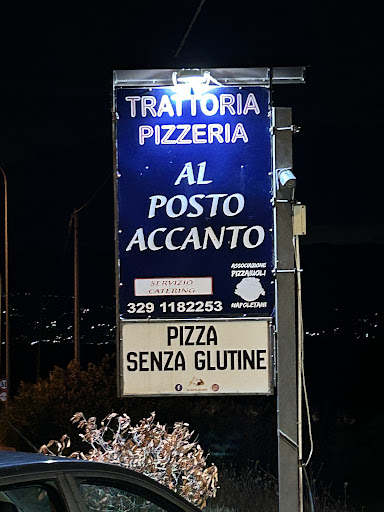 TRATTORIA
PIZZERIA
AL
POSTO
ACCANTO
SERVIZIO
CATERING
329 1182253
ASSOCIAZIONE
PIZZAIUOLI
NAPOLETANI
PIZZA
SENZA GLUTINE